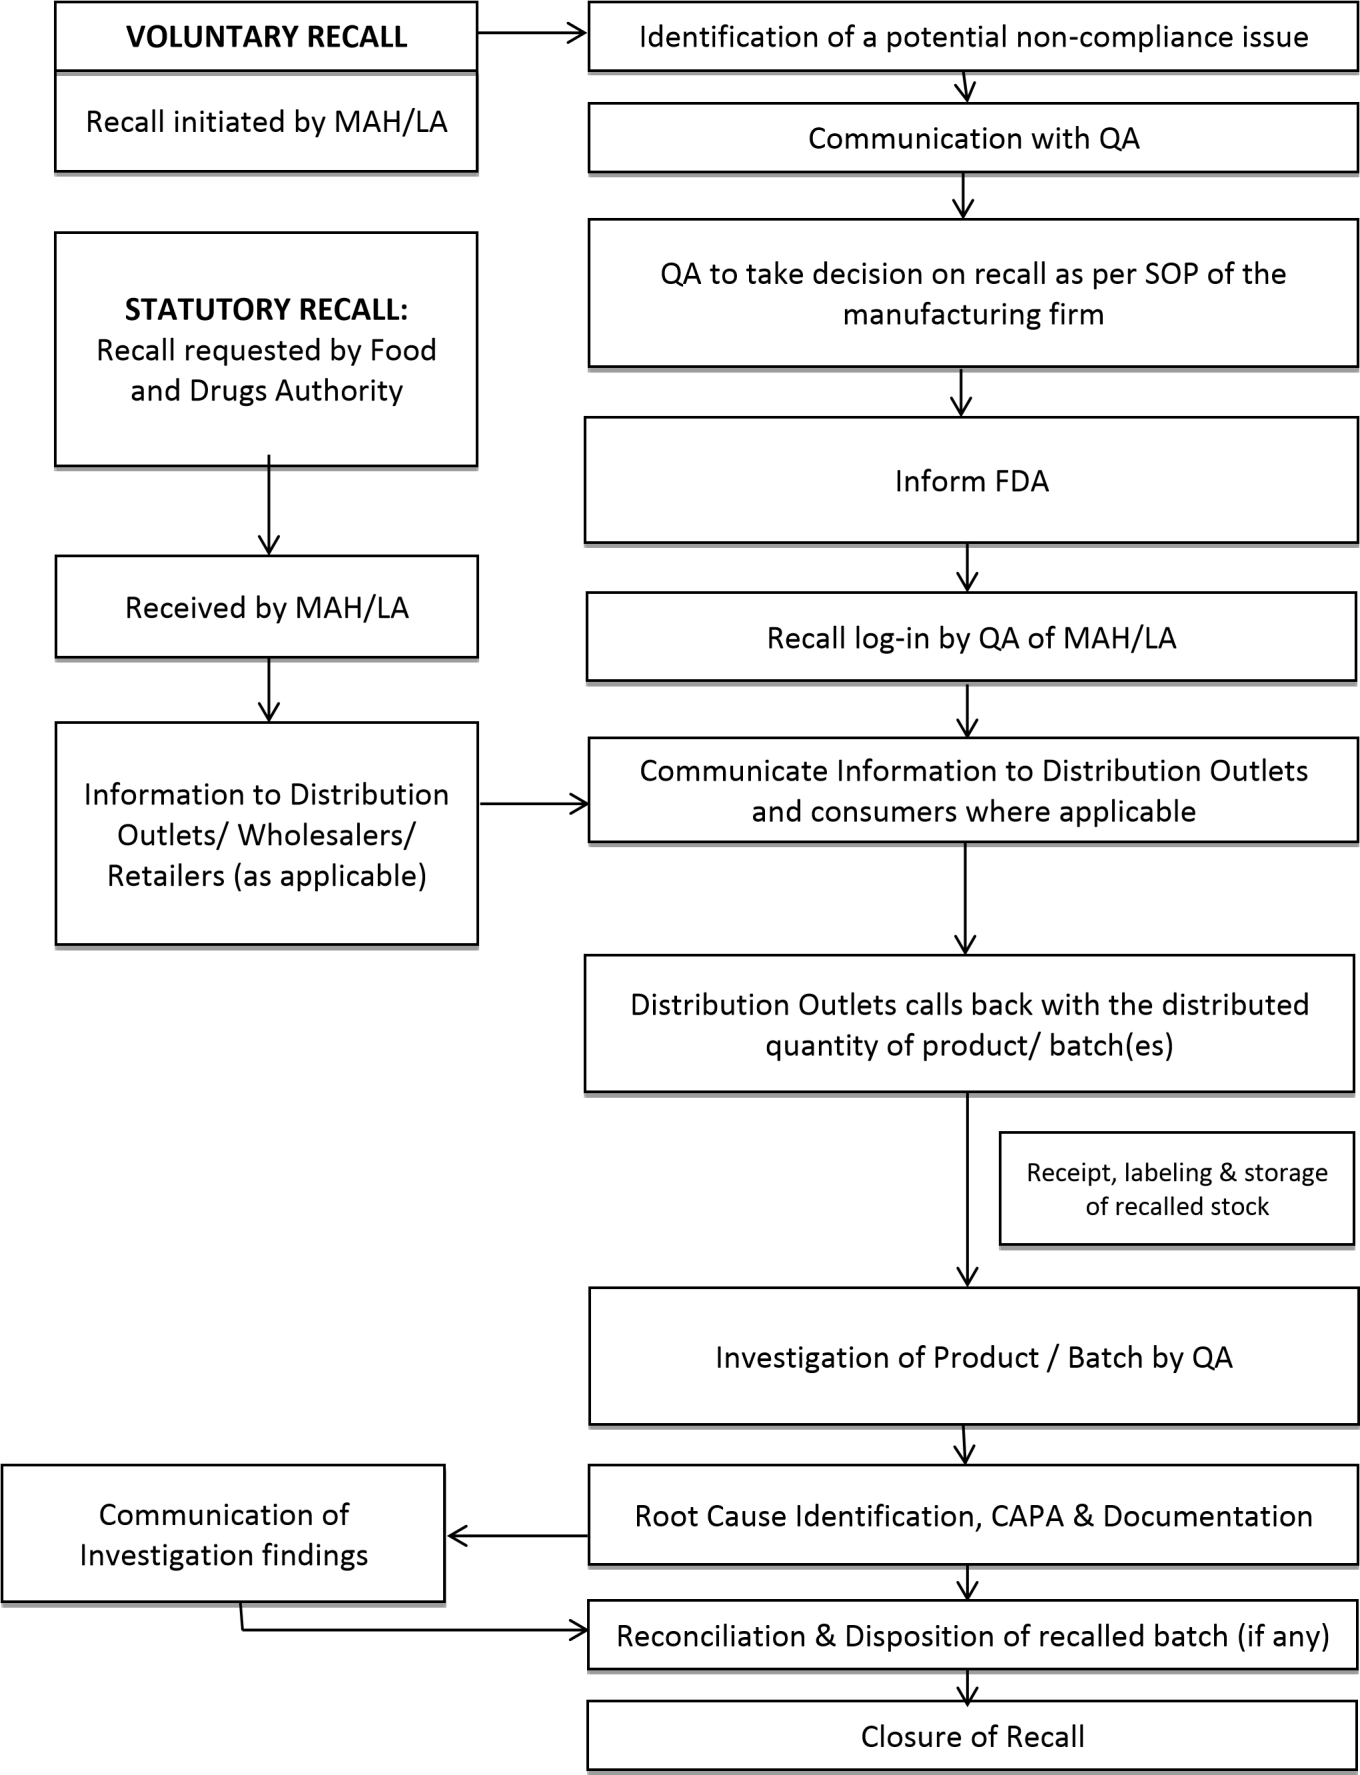 VOLUNTARY RECALL
Recall initiated by MAH/LA
Identification of a potential non-compliance issue
Communication with QA
QA to take decision on recall as per SOP of the
manufacturing firm
STATUTORY RECALL:
Recall requested by Food
and Drugs Authority
Inform FDA
Received by MAH/LA
Recall log-in by QA of MAH/LA
Information to Distribution
Outlets/ Wholesalers/
Retailers (as applicable)
Communicate Information to Distribution Outlets
and consumers where applicable
Distribution Outlets calls back with the distributed
quantity of product/ batch(es)
Receipt, labeling & storage
of recalled stock
Investigation of Product / Batch by QA
Root Cause Identification, CAPA & Documentation
Communication of
Investigation findings
Reconciliation & Disposition of recalled batch (if any)
Closure of Recall